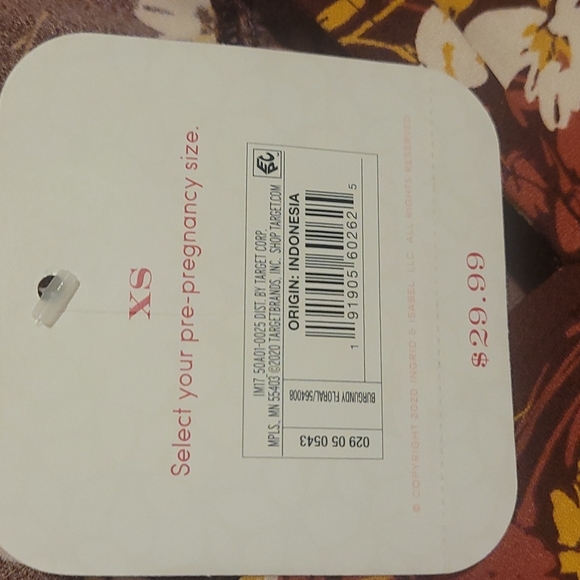 XS
Select your pre-pregnancy size.
IM17 50A01-0025 DIST. BY TARGET CORP.
MPLS, MN 55403 ©2020 TARGETBRANDS, INC. SHOP TARGET.COM
ORIGIN: INDONESIA
1 91905 60262 5
BURGUNDY FLORAL/564008
029 05 0543
© COPYRIGHT 2020 INGRID & ISABEL, LLC. ALL RIGHTS RESERVED
$29.99